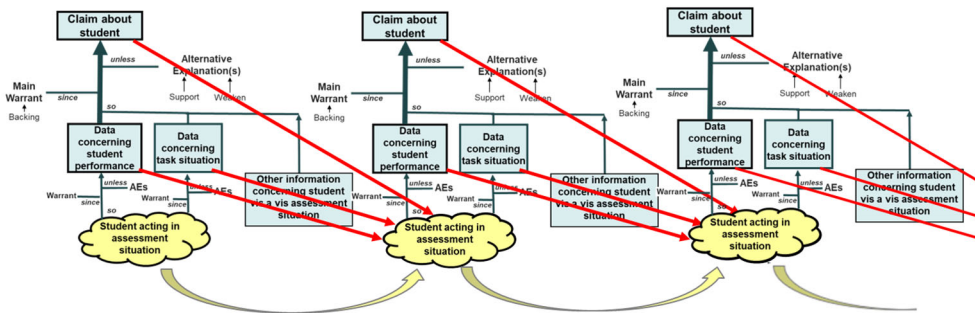 Claim about
student
unless
Alternative
Explanation(s)
Main
Warrant
since
Support
Weaken
Backing
so
Data
concerning
student
performance
Data
concerning
task situation
unless
AEs
unless
AEs
Warrant
since
so
Warrant
since
Other information
concerning student
vis a vis assessment
situation
Student acting in
assessment
situation
Claim about
student
unless
Alternative
Explanation(s)
Main
Warrant
since
Support
Weaken
Backing
so
Data
concerning
student
performance
Data
concerning
task situation
unless
AEs
unless
AEs
Warrant
since
so
Warrant
since
Other information
concerning student
vis a vis assessment
situation
Student acting in
assessment
situation
Claim about
student
unless
Alternative
Explanation(s)
Main
Warrant
since
Support
Weaken
Backing
so
Data
concerning
student
performance
Data
concerning
task situation
unless
AEs
unless
AEs
Warrant
since
so
Warrant
since
Other information
concerning student
vis a vis assessment
situation
Student acting in
assessment
situation